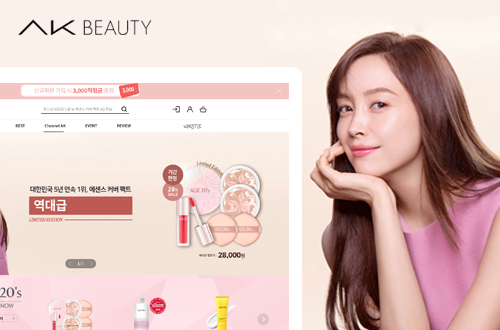 AK BEAUTY
신규회원 가입 시 2,000적립금 증정
2,000
BEST
Channel AK
EVENT
REVIEW
대한민국 5년 연속 1위, 에센스 커버 팩트
역대급
LIMITED EDITION
기간
한정
28%
SALE
Limited Edition
AGE 20's
28,000원
20's
NOW